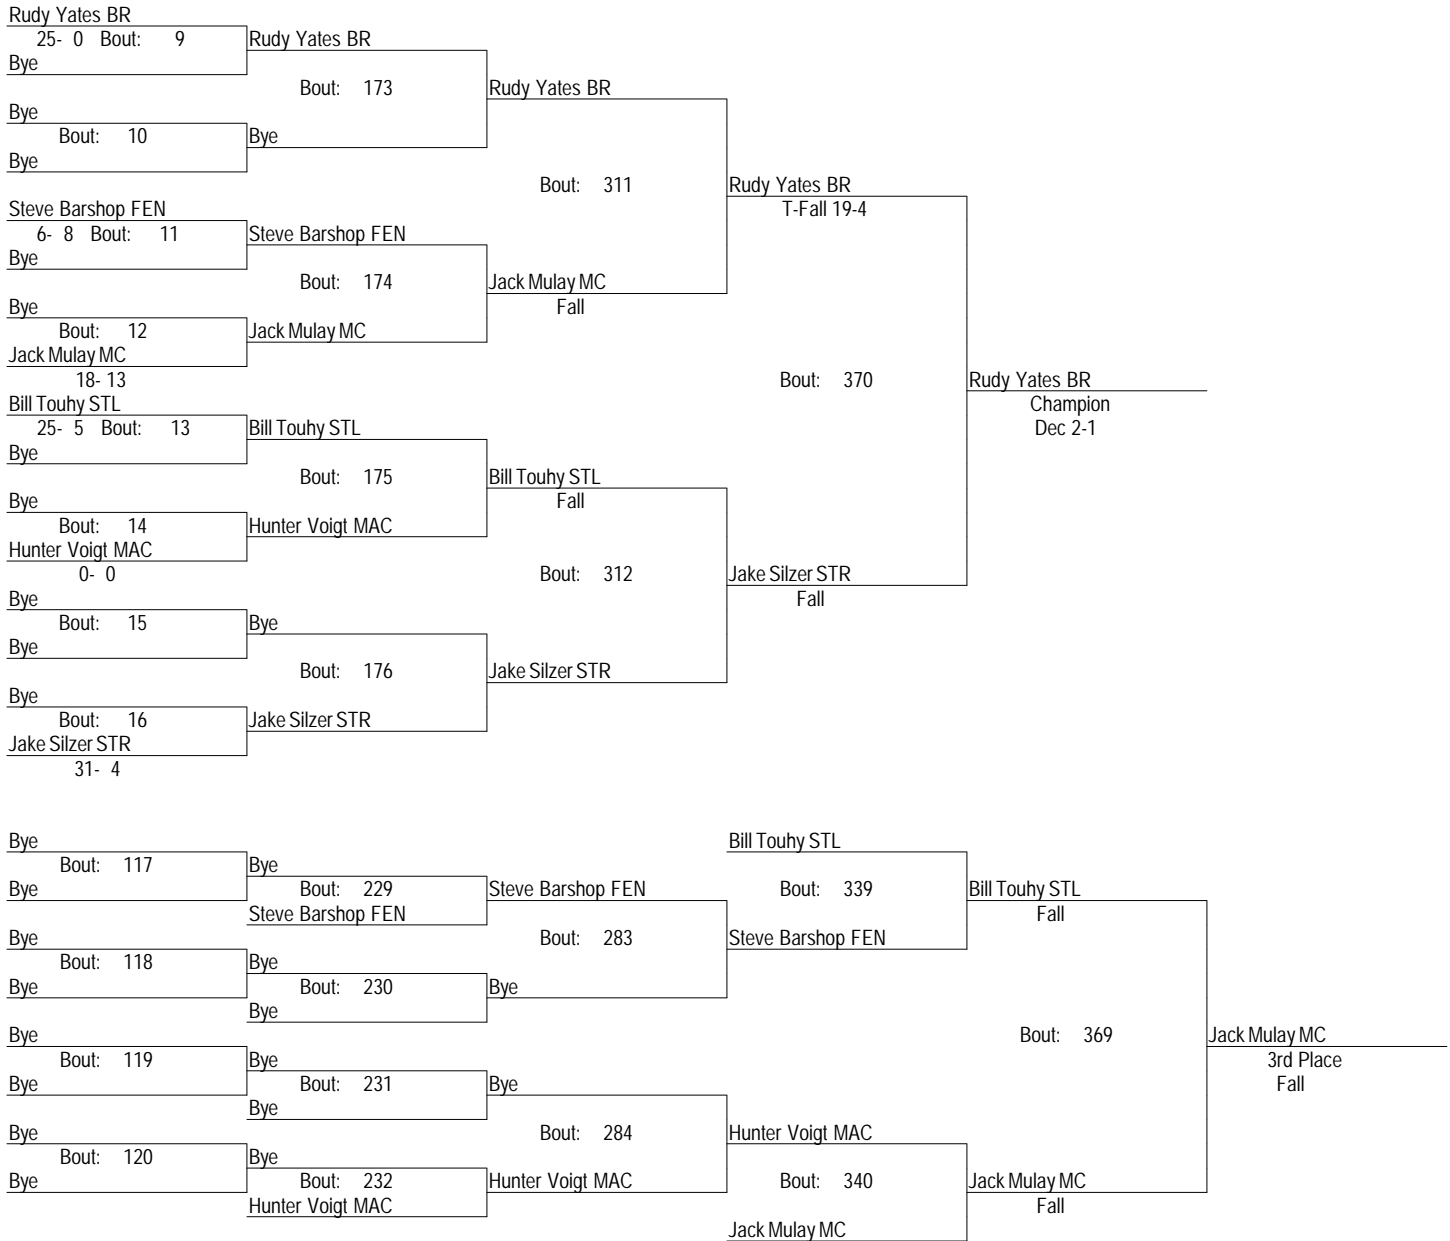 Rudy Yates BR
25- 0 Bout: 9 Rudy Yates BR
Bye
Bout: 173 Rudy Yates BR
Bye
Bout: 10 Bye
Bye
Bout: 311 Rudy Yates BR
T-Fall 19-4
Steve Barshop FEN
6- 8 Bout: 11 Steve Barshop FEN
Bye
Bout: 174 Jack Mulay MC
Fall
Bye
Bout: 12 Jack Mulay MC
Jack Mulay MC
18- 13
Bout: 370 Rudy Yates BR
Champion
Dec 2-1
Bill Touhy STL
25- 5 Bout: 13 Bill Touhy STL
Bye
Bout: 175 Bill Touhy STL
Fall
Bye
Bout: 14 Hunter Voigt MAC
Hunter Voigt MAC
0- 0
Bout: 312 Jake Silzer STR
Fall
Bye
Bout: 15 Bye
Bye
Bout: 176 Jake Silzer STR
Bye
Bout: 16 Jake Silzer STR
Jake Silzer STR
31- 4
Bye Bill Touhy STL
Bout: 117 Bye
Bye Bout: 229 Steve Barshop FEN Bout: 339 Bill Touhy STL
Steve Barshop FEN Fall
Bye Bout: 283 Steve Barshop FEN
Bout: 118 Bye
Bye Bout: 230 Bye
Bye
Bye Bout: 369 Jack Mulay MC
Bout: 119 Bye 3rd Place
Bye Bout: 231 Bye Fall
Bye
Bye Bout: 284 Hunter Voigt MAC
Bout: 120 Bye
Bye Bout: 232 Hunter Voigt MAC Bout: 340 Jack Mulay MC
Hunter Voigt MAC Fall
Jack Mulay MC